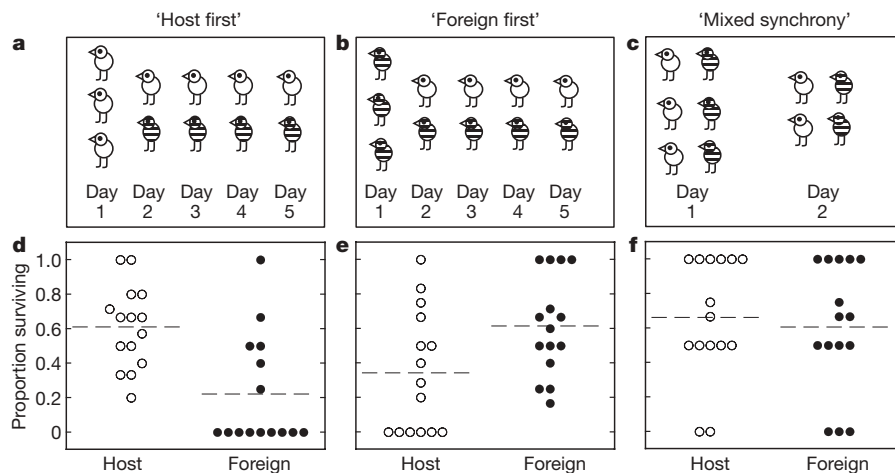 'Host first'
'Foreign first'
'Mixed synchrony'
a
b
c
Day 1
Day 2
Day 3
Day 4
Day 5
Day 1
Day 2
Day 3
Day 4
Day 5
Day 1
Day 2
d
e
f
Proportion surviving
1.0
0.8
0.6
0.4
0.2
0
Host
Foreign
Host
Foreign
Host
Foreign